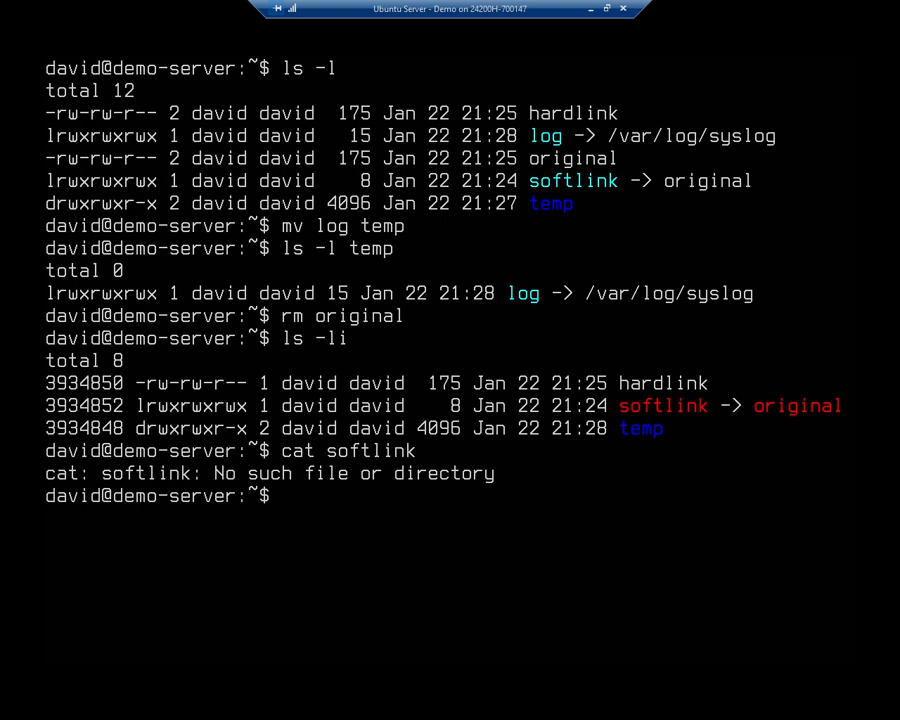 Ubuntu Server - Demo on 24200H-700147
david@demo-server:~$ ls -l
total 12
-rw-rw-r-- 2 david david  175 Jan 22 21:25 hardlink
lrwxrwxrwx 1 david david   15 Jan 22 21:28 log -> /var/log/syslog
-rw-rw-r-- 2 david david  175 Jan 22 21:25 original
lrwxrwxrwx 1 david david    8 Jan 22 21:24 softlink -> original
drwxrwxr-x 2 david david 4096 Jan 22 21:27 temp
david@demo-server:~$ mv log temp
david@demo-server:~$ ls -l temp
total 0
lrwxrwxrwx 1 david david 15 Jan 22 21:28 log -> /var/log/syslog
david@demo-server:~$ rm original
david@demo-server:~$ ls -li
total 8
3934850 -rw-rw-r-- 1 david david  175 Jan 22 21:25 hardlink
3934852 lrwxrwxrwx 1 david david    8 Jan 22 21:24 softlink -> original
3934848 drwxrwxr-x 2 david david 4096 Jan 22 21:28 temp
david@demo-server:~$ cat softlink
cat: softlink: No such file or directory
david@demo-server:~$